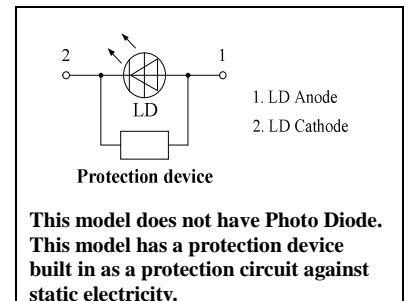 2 1
LD
1. LD Anode
2. LD Cathode
Protection device
This model does not have Photo Diode.
This model has a protection device
built in as a protection circuit against
static electricity.